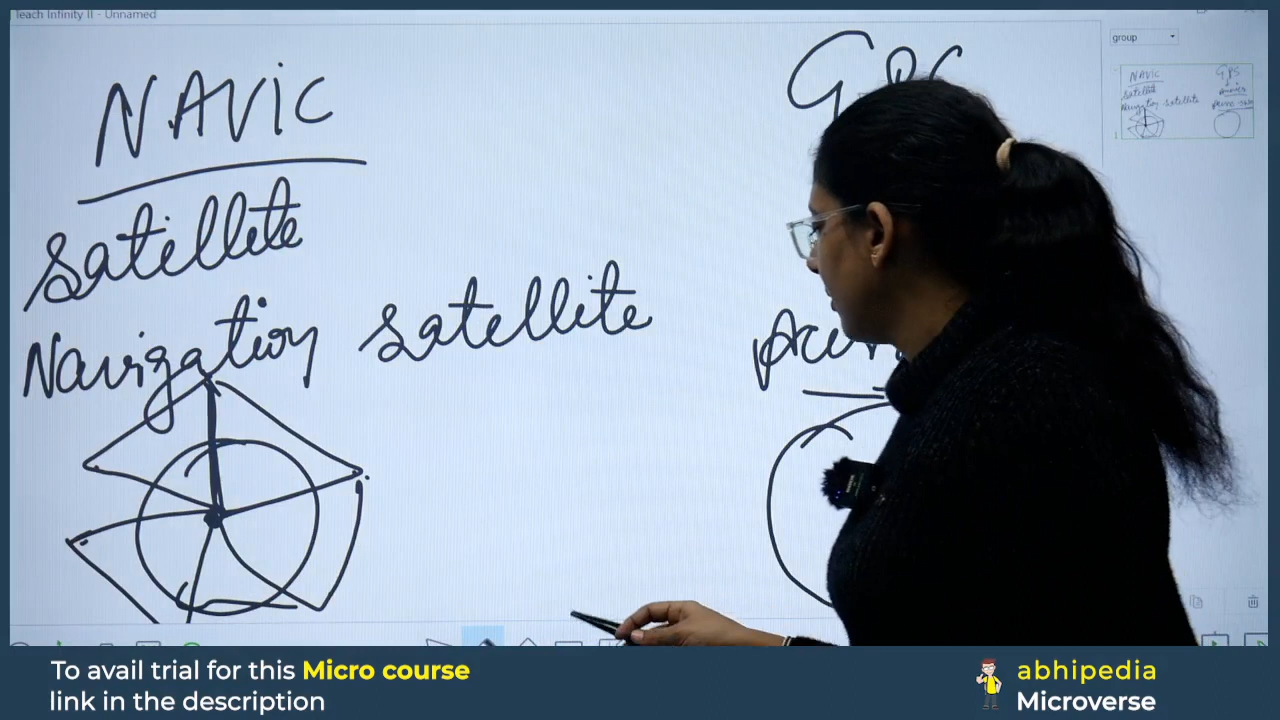 Teach Infinity II - Unnamed
group
NAVIC
GPS
satellite
Navigation satellite
To avail trial for this Micro course
link in the description
abhipedia
Microverse